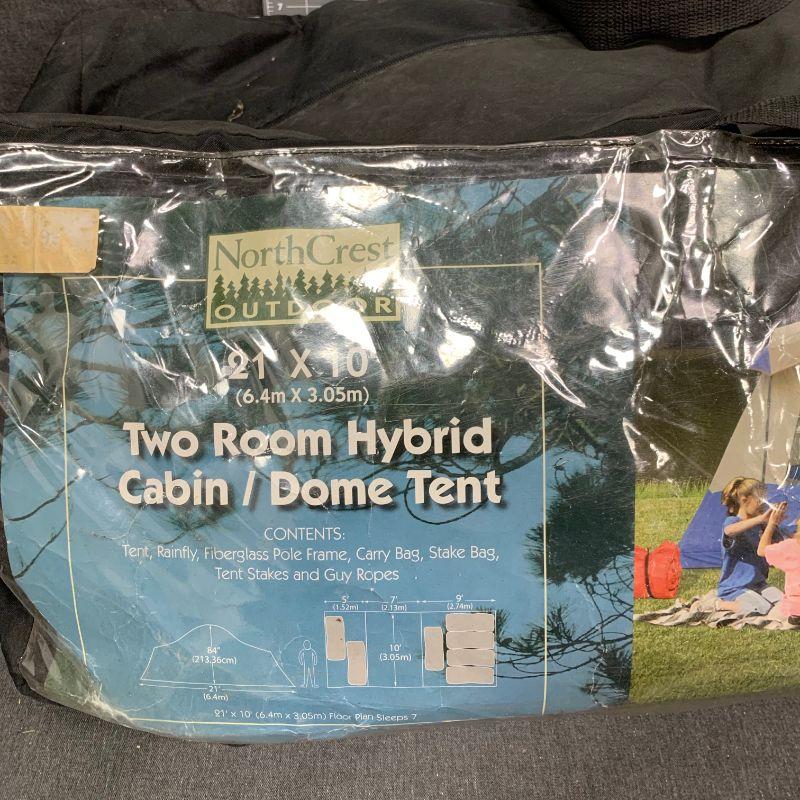 7
NorthCrest
OUTDOOR
21' X 10'
(6.4m X 3.05m)
Two Room Hybrid
Cabin / Dome Tent
CONTENTS:
Tent, Rainfly, Fiberglass Pole Frame, Carry Bag, Stake Bag,
Tent Stakes and Guy Ropes
5' 7' 9'
(1.52m) (2.13m) (2.74m)
84"
(213.36cm)
10'
(3.05m)
21'
(6.4m)
21' x 10' (6.4m x 3.05m) Floor Plan Sleeps 7